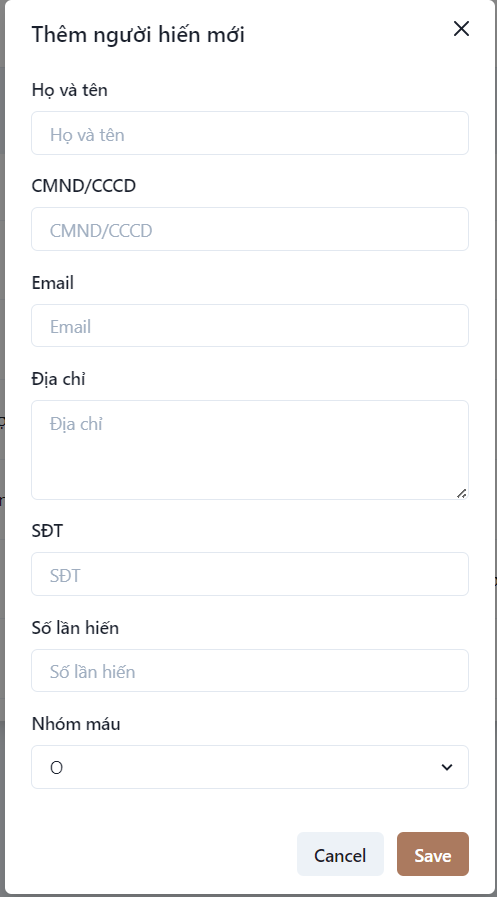 Thêm người hiến mới
Họ và tên
Họ và tên
CMND/CCCD
CMND/CCCD
Email
Email
Địa chỉ
Địa chỉ
SĐT
SĐT
Số lần hiến
Số lần hiến
Nhóm máu
O
Cancel Save